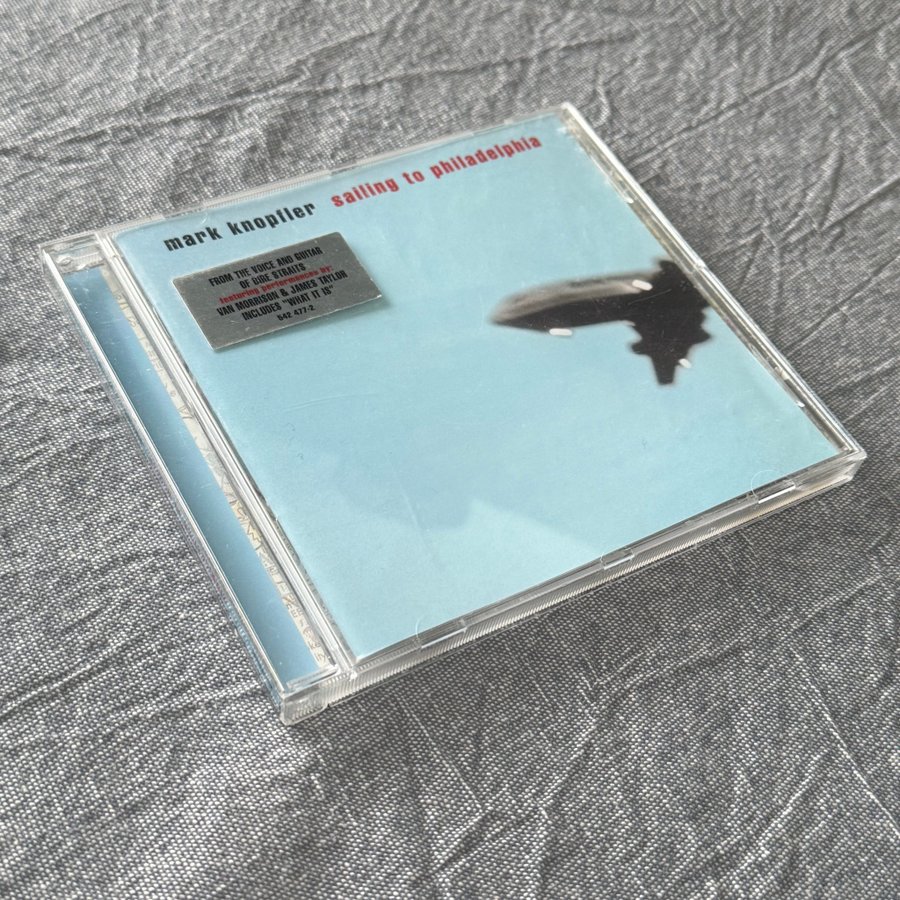 mark knopfler sailing to philadelphia
FROM THE VOICE AND GUITAR
OF DIRE STRAITS
featuring performances by:
VAN MORRISON & JAMES TAYLOR
INCLUDES "WHAT IT IS"
542 477-2